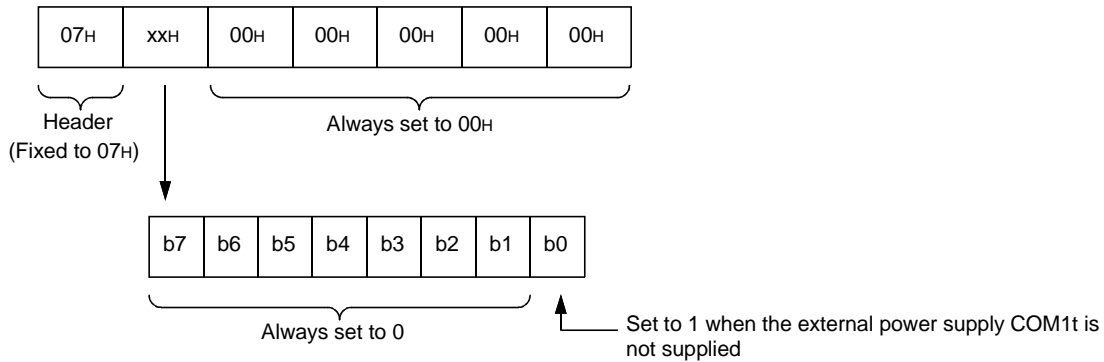 07H xxH 00H 00H 00H 00H 00H
Header
(Fixed to 07H)
Always set to 00H
b7 b6 b5 b4 b3 b2 b1 b0
Always set to 0
Set to 1 when the external power supply COM1t is
not supplied